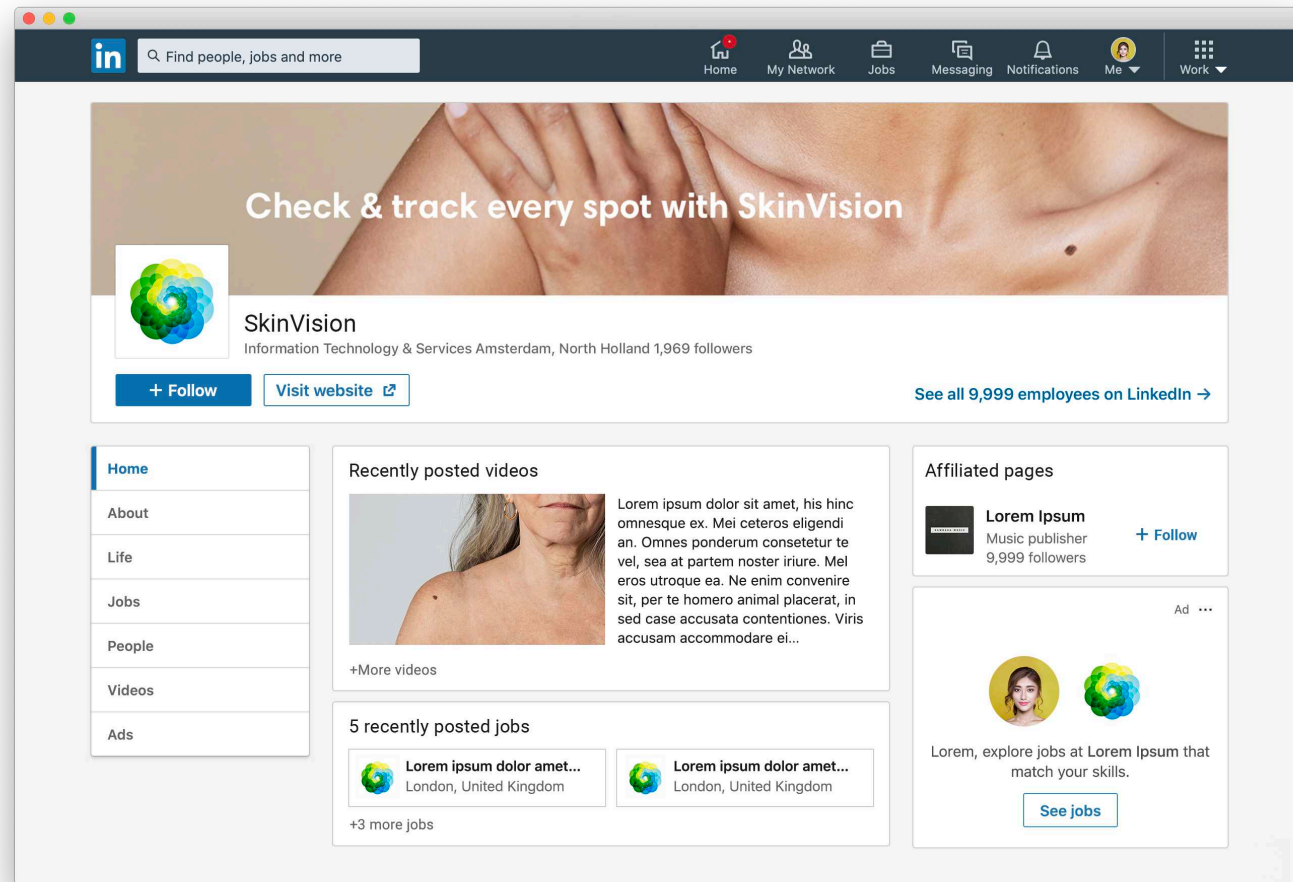 in
Find people, jobs and more
Home
My Network
Jobs
Messaging
Notifications
Me
Work
Check & track every spot with SkinVision
SkinVision
Information Technology & Services Amsterdam, North Holland 1,969 followers
+ Follow
Visit website
See all 9,999 employees on LinkedIn →
Home
About
Life
Jobs
People
Videos
Ads
Recently posted videos
Lorem ipsum dolor sit amet, his hinc
omnesque ex. Mei ceteros eligendi
an. Omnes ponderum consetetur te
vel, sea at partem noster iriure. Mel
eros utroque ea. Ne enim convenire
sit, per te homero animal placerat, in
sed case accusata contentiones. Viris
accusam accommodare ei...
+More videos
5 recently posted jobs
Lorem ipsum dolor amet...
London, United Kingdom
Lorem ipsum dolor amet...
London, United Kingdom
+3 more jobs
Affiliated pages
Lorem Ipsum
Music publisher
9,999 followers
+ Follow
Ad ...
Lorem, explore jobs at Lorem Ipsum that
match your skills.
See jobs